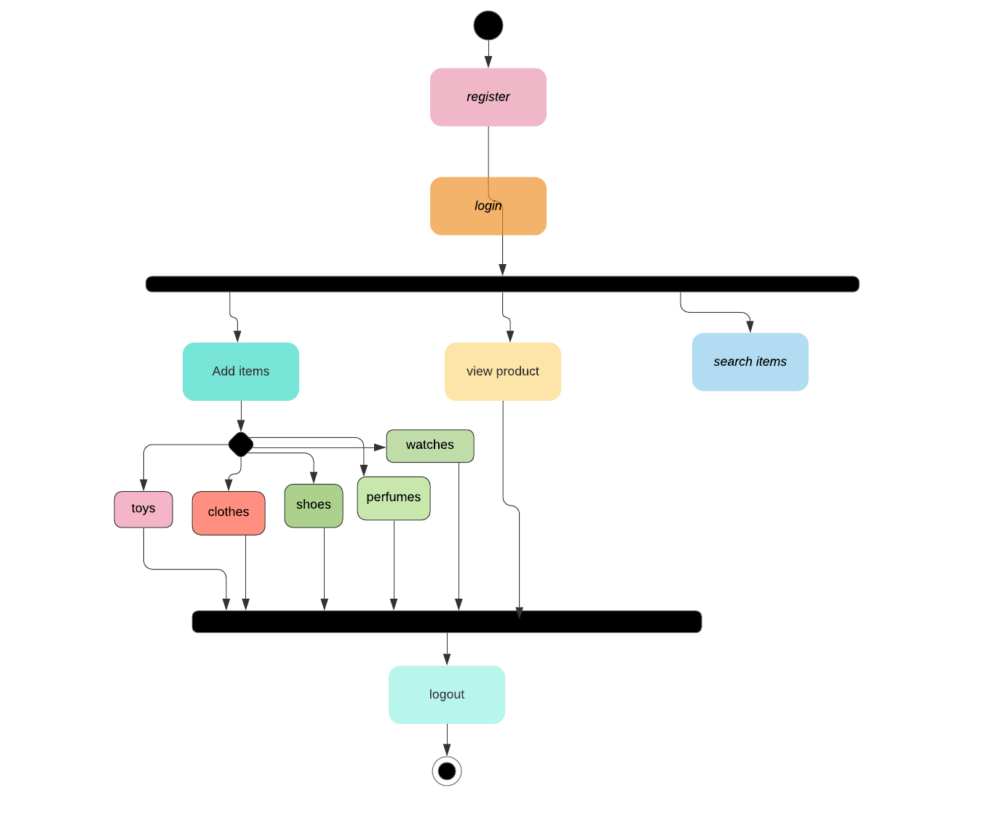 register
login
Add items
view product
search items
watches
toys
clothes
shoes
perfumes
logout